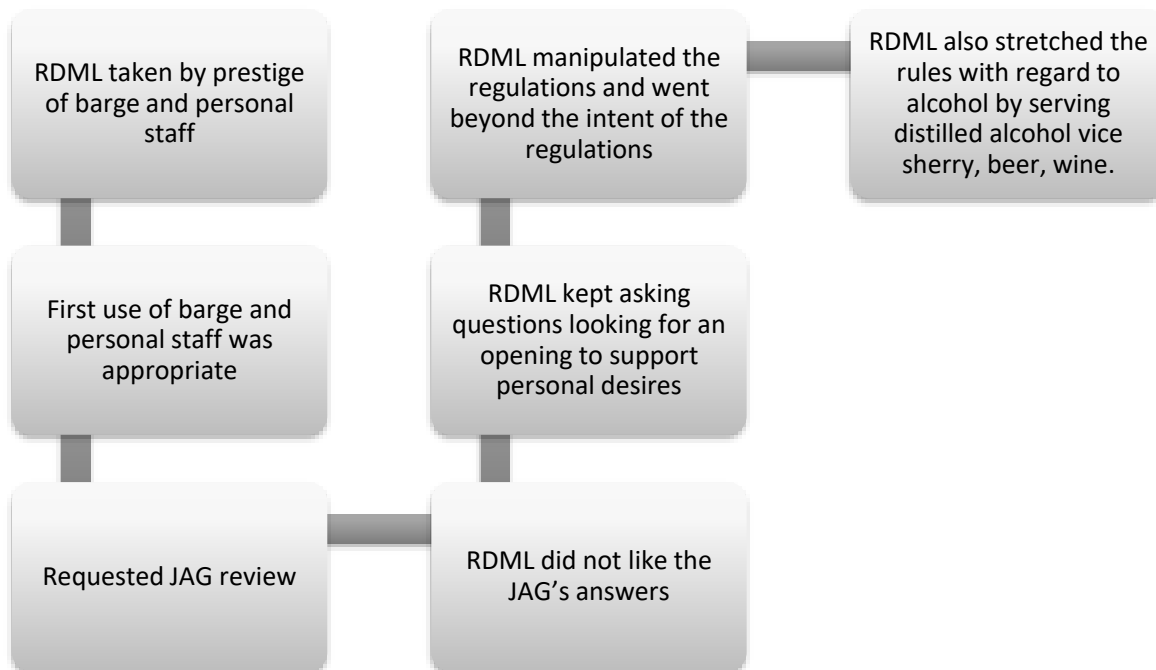 RDML taken by prestige
of barge and personal
staff
First use of barge and
personal staff was
appropriate
Requested JAG review
RDML did not like the
JAG’s answers
RDML kept asking
questions looking for an
opening to support
personal desires
RDML manipulated the
regulations and went
beyond the intent of the
regulations
RDML also stretched the
rules with regard to
alcohol by serving
distilled alcohol vice
sherry, beer, wine.